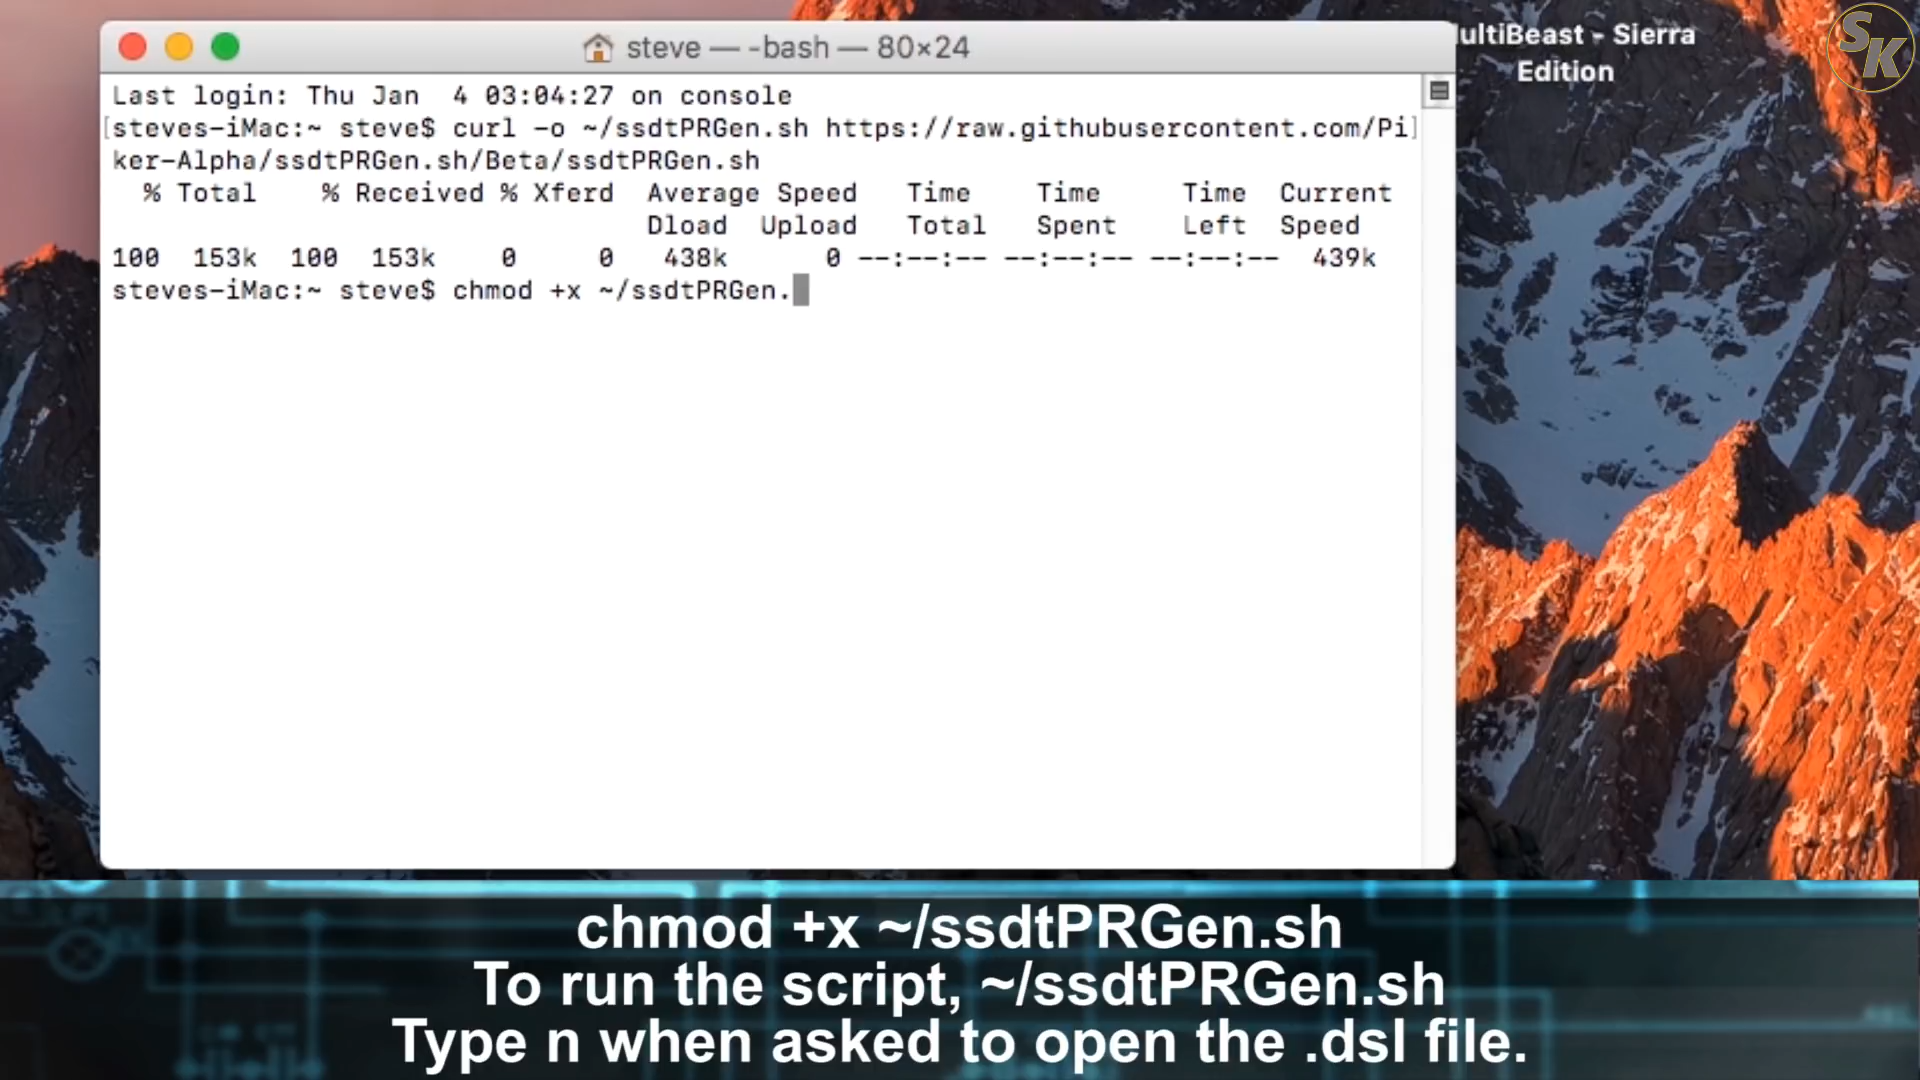 steve — -bash — 80×24
ultiBeast - Sierra
Edition
SK
Last login: Thu Jan  4 03:04:27 on console
[steves-iMac:~ steve$ curl -o ~/ssdtPRGen.sh https://raw.githubusercontent.com/Pi]
ker-Alpha/ssdtPRGen.sh/Beta/ssdtPRGen.sh
% Total    % Received % Xferd  Average Speed   Time    Time     Time  Current
Dload  Upload   Total   Spent    Left  Speed
100  153k  100  153k    0     0   438k      0 --:--:-- --:--:-- --:--:--  439k
steves-iMac:~ steve$ chmod +x ~/ssdtPRGen.
chmod +x ~/ssdtPRGen.sh
To run the script, ~/ssdtPRGen.sh
Type n when asked to open the .dsl file.